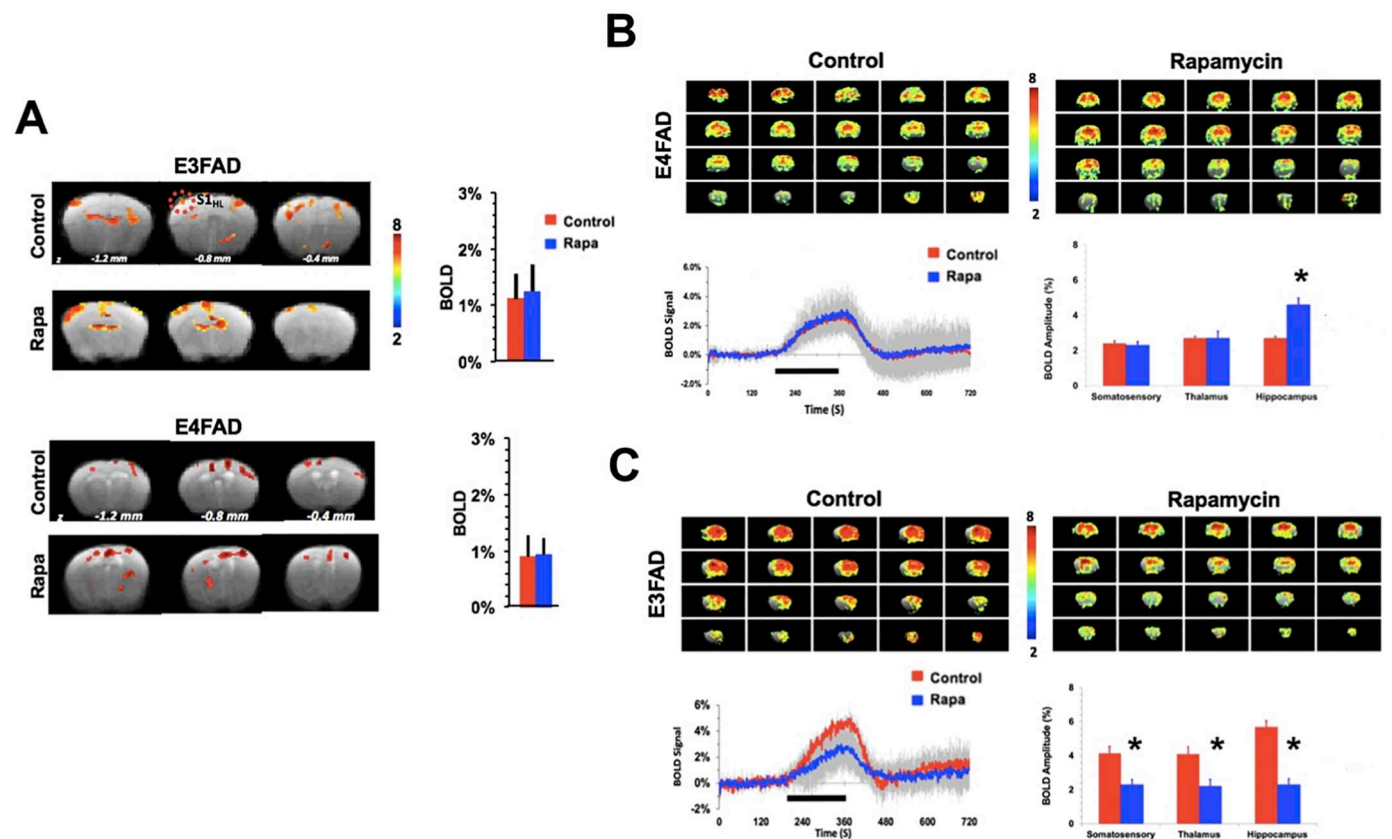 A
E3FAD
Control
S1HL
z
-1.2 mm
-0.8 mm
-0.4 mm
Rapa
8
2
3%
2%
1%
0%
BOLD
Control
Rapa
E4FAD
Control
z
-1.2 mm
-0.8 mm
-0.4 mm
Rapa
3%
2%
1%
0%
BOLD
B
Control
Rapamycin
E4FAD
8
2
Control
Rapa
6.0%
4.0%
2.0%
0.0%
-2.0%
BOLD Signal
0 120 240 360 480 600 720
Time (S)
Control
Rapa
8
6
4
2
0
BOLD Amplitude (%)
*
Somatosensory Thalamus Hippocampus
C
Control
Rapamycin
E3FAD
8
2
Control
Rapa
6%
4%
2%
0%
-2%
BOLD Signal
0 120 240 360 480 600 720
Time (S)
8
6
4
2
0
BOLD Amplitude (%)
* * *
Somatosensory Thalamus Hippocampus